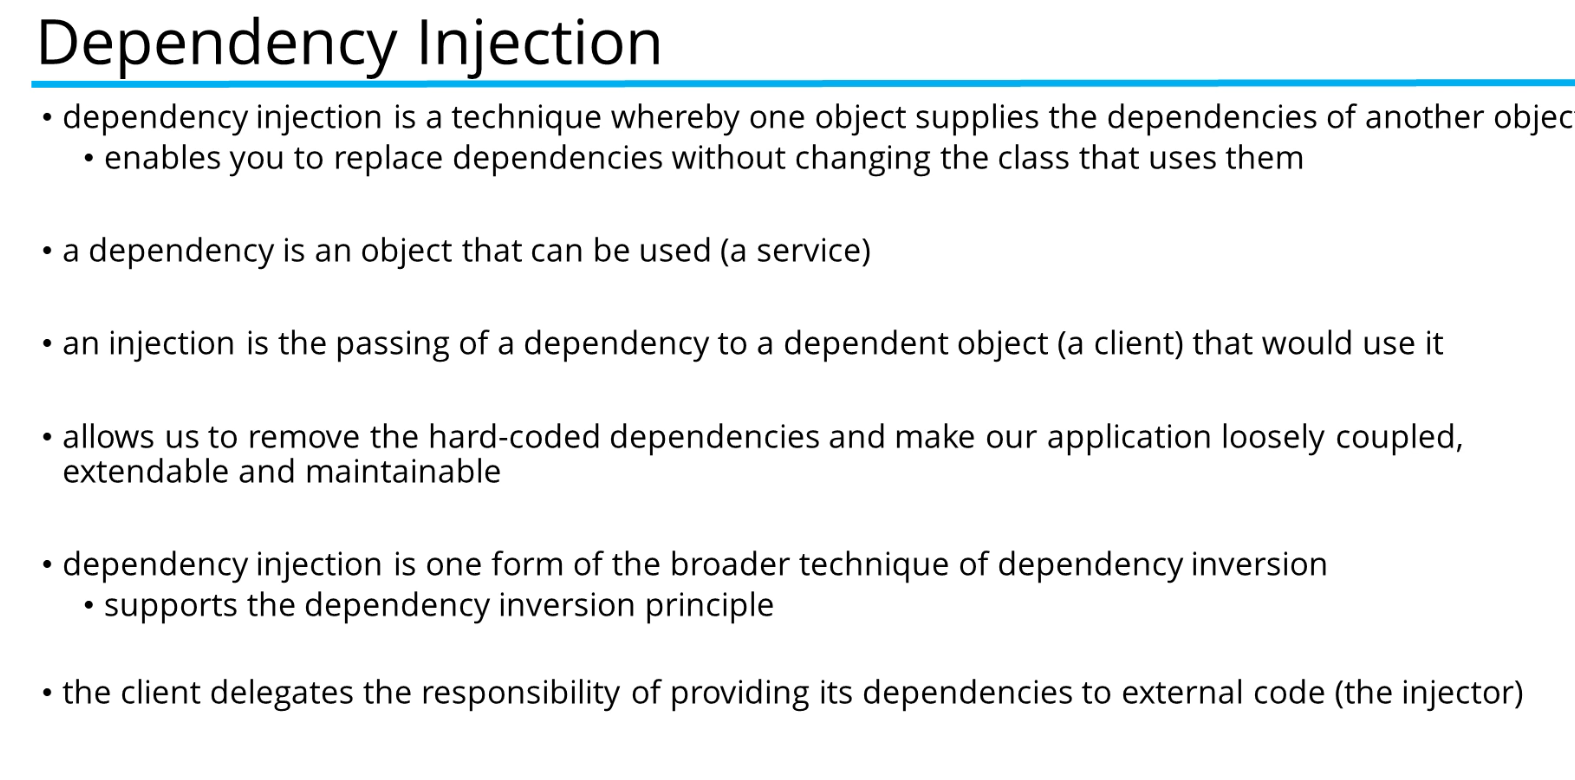 Dependency Injection
• dependency injection is a technique whereby one object supplies the dependencies of another objec
• enables you to replace dependencies without changing the class that uses them
• a dependency is an object that can be used (a service)
• an injection is the passing of a dependency to a dependent object (a client) that would use it
• allows us to remove the hard-coded dependencies and make our application loosely coupled,
extendable and maintainable
• dependency injection is one form of the broader technique of dependency inversion
• supports the dependency inversion principle
• the client delegates the responsibility of providing its dependencies to external code (the injector)